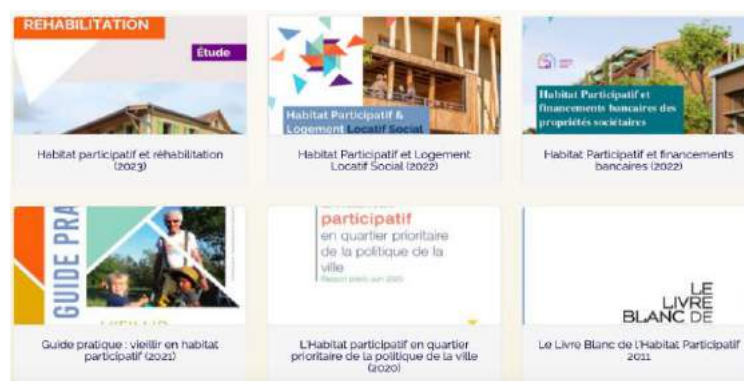 REHABILITATION
Étude
Habitat participatif et réhabilitation
(2023)
Habitat Participatif &
Logement Locatif Social
Habitat Participatif et Logement
Locatif Social (2022)
Habitat Participatif et
financements bancaires des
propriétés sociétaires
Habitat Participatif et financements
bancaires (2022)
GUIDE PRA
Guide pratique : vieillir en habitat
participatif (2021)
participatif
en quartier prioritaire
de la politique de la
ville
L'Habitat participatif en quartier
prioritaire de la politique de la ville
(2020)
LE
LIVRE
BLANC DE
Le Livre Blanc de l'Habitat Participatif
2011